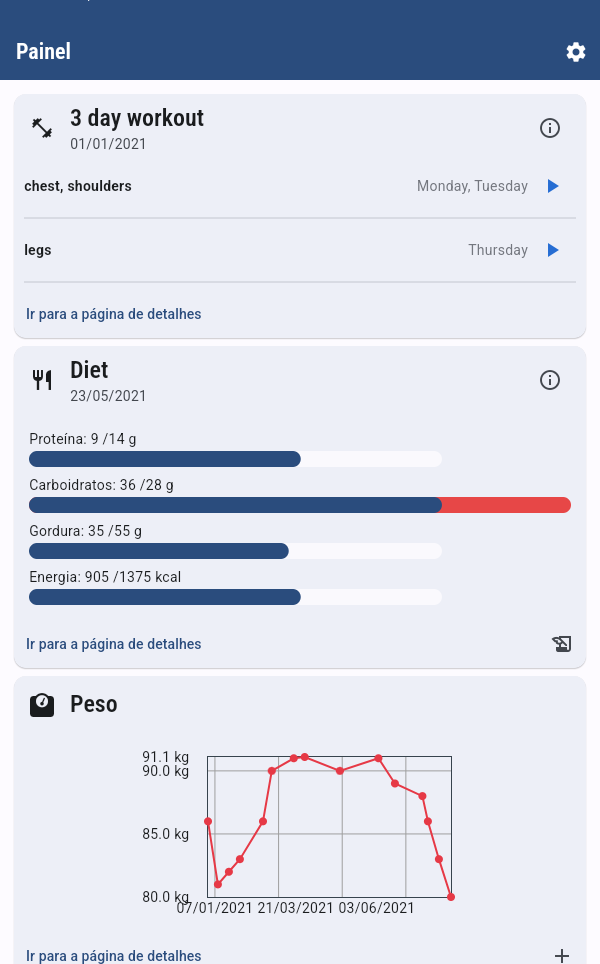 Painel
3 day workout
01/01/2021
chest, shoulders Monday, Tuesday
legs Thursday
Ir para a página de detalhes
Diet
23/05/2021
Proteína: 9 /14 g
Carboidratos: 36 /28 g
Gordura: 35 /55 g
Energia: 905 /1375 kcal
Ir para a página de detalhes
Peso
91.1 kg
90.0 kg
85.0 kg
80.0 kg
07/01/2021 21/03/2021 03/06/2021
Ir para a página de detalhes